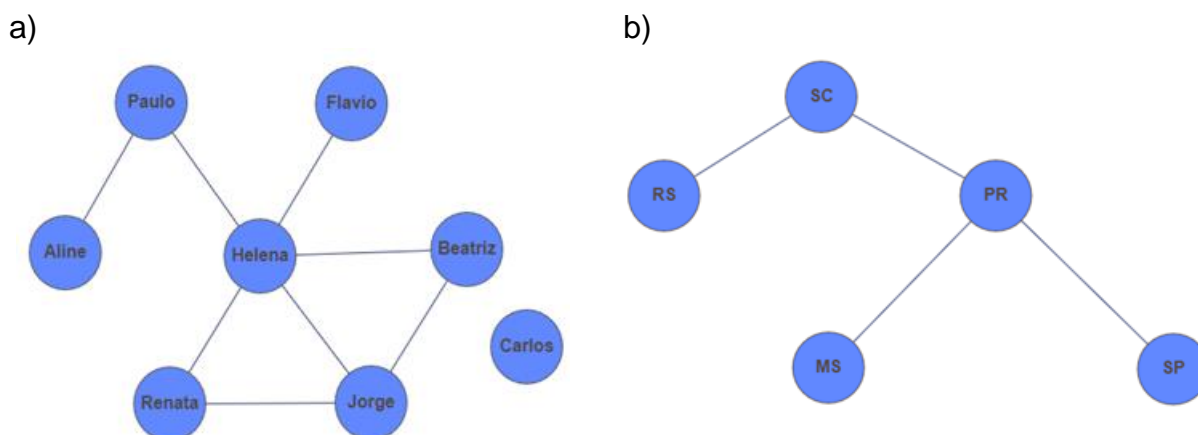 a)
Paulo
Flavio
Aline
Helena
Beatriz
Carlos
Renata
Jorge
b)
SC
RS
PR
MS
SP